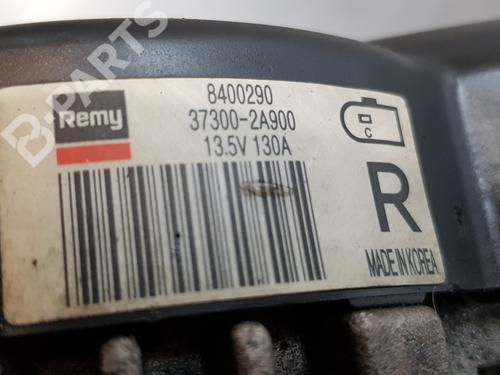 B-PARTS
Remy
8400290
37300-2A900
13.5V 130A
C
R
MADE IN KOREA